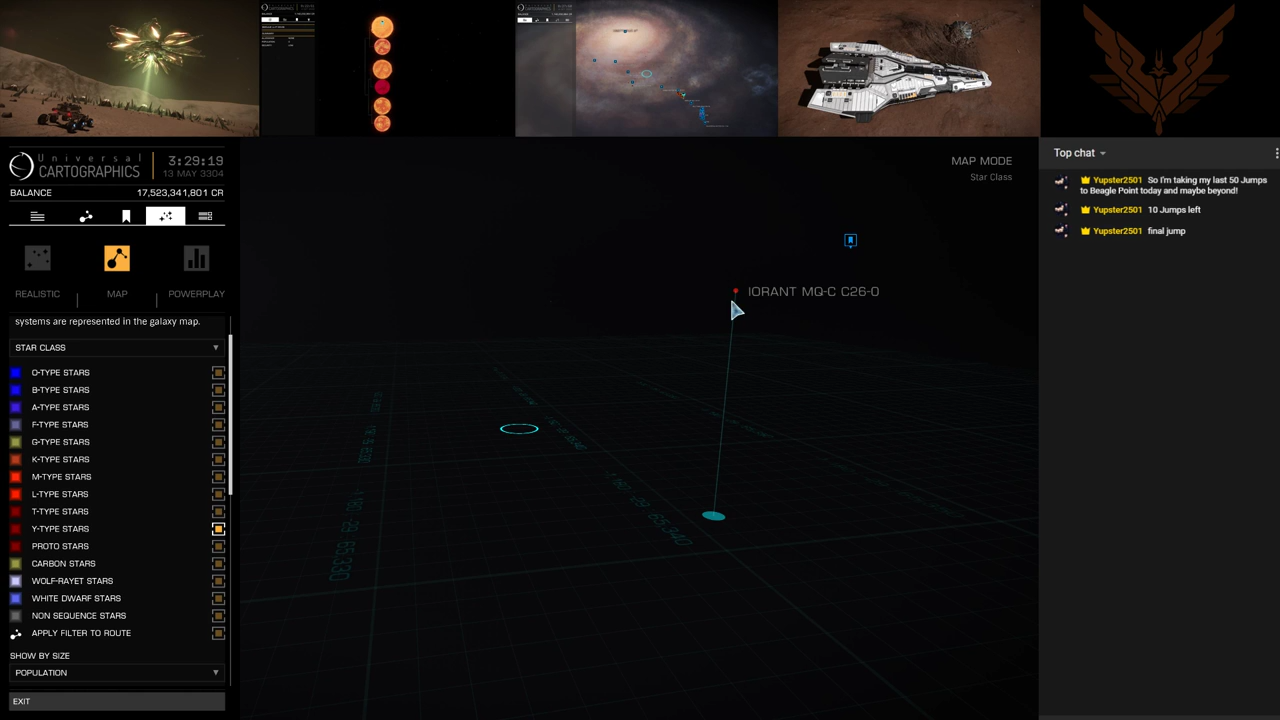 Universal
CARTOGRAPHICS
3:29:19
13 MAY 3304
BALANCE
17,523,341,801 CR
REALISTIC
MAP
POWERPLAY
systems are represented in the galaxy map.
STAR CLASS
O-TYPE STARS
B-TYPE STARS
A-TYPE STARS
F-TYPE STARS
G-TYPE STARS
K-TYPE STARS
M-TYPE STARS
L-TYPE STARS
T-TYPE STARS
Y-TYPE STARS
PROTO STARS
CARBON STARS
WOLF-RAYET STARS
WHITE DWARF STARS
NON SEQUENCE STARS
APPLY FILTER TO ROUTE
SHOW BY SIZE
POPULATION
EXIT
MAP MODE
Star Class
IORANT MQ-C C26-0
Top chat
Yupster2501 So I'm taking my last 50 Jumps
to Beagle Point today and maybe beyond!
Yupster2501 10 Jumps left
Yupster2501 final jump